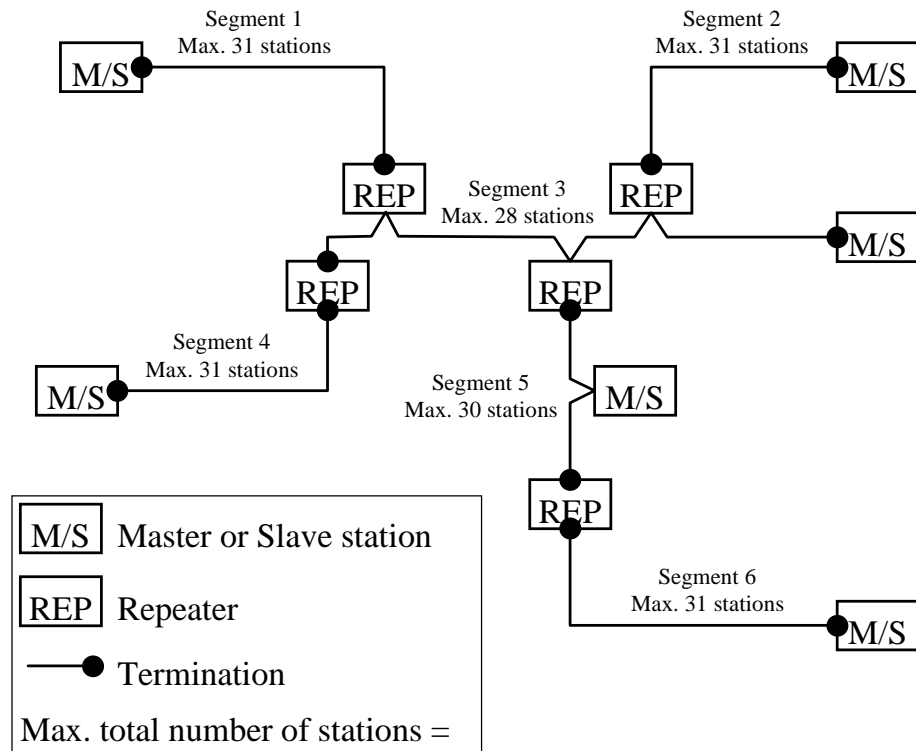 Segment 1
Max. 31 stations
Segment 2
Max. 31 stations
M/S
M/S
REP
Segment 3
Max. 28 stations
REP
M/S
REP
REP
Segment 4
Max. 31 stations
M/S
Segment 5
Max. 30 stations
M/S
REP
Segment 6
Max. 31 stations
M/S
M/S Master or Slave station
REP Repeater
Termination
Max. total number of stations =